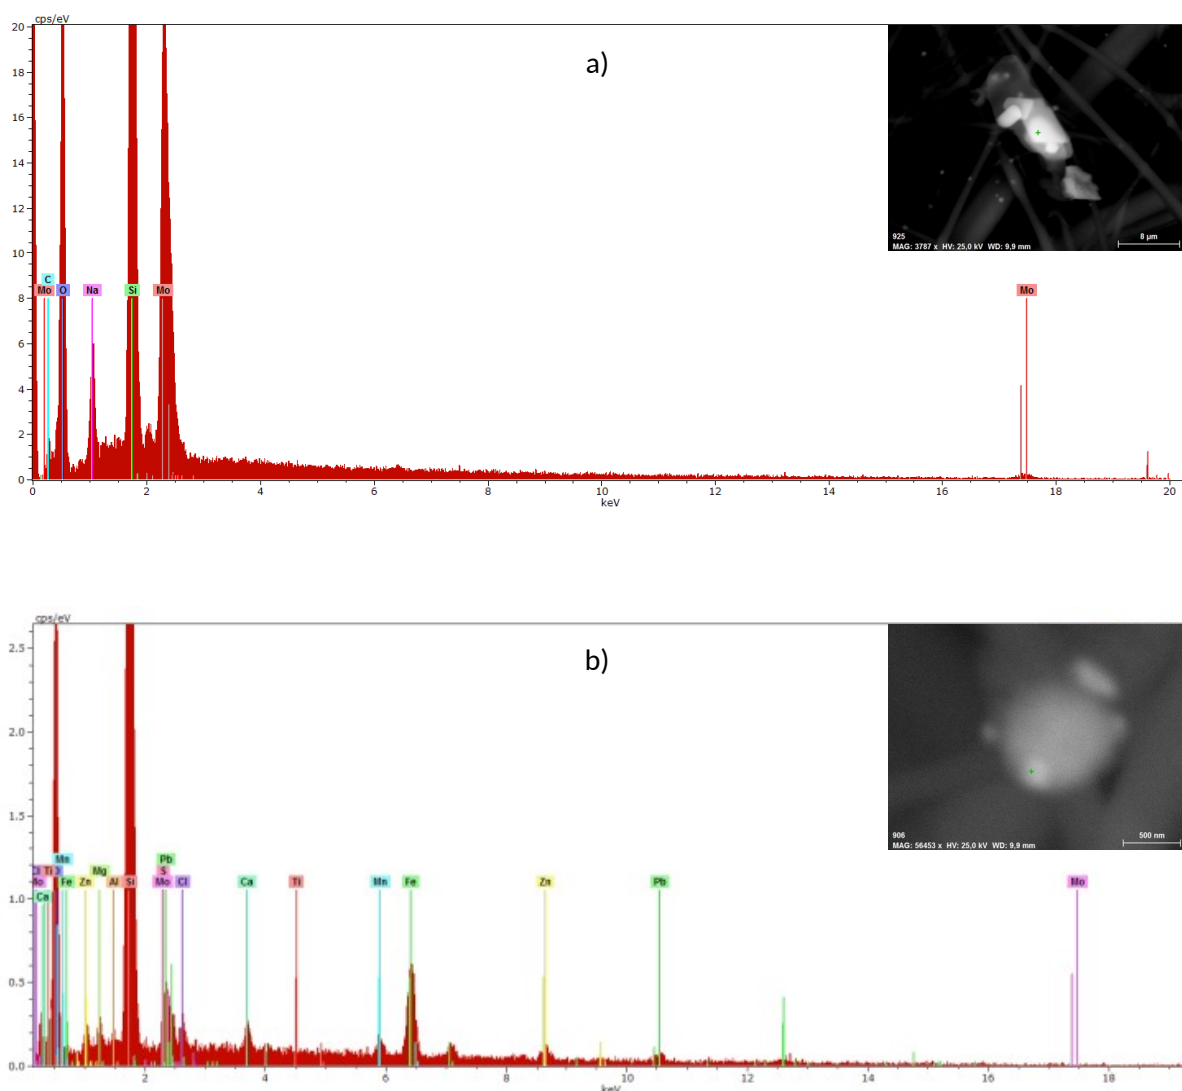 cps/eV
a)
20
18
16
14
12
10
8
6
4
2
0
C
Mo O Na Si Mo
Mo
0 2 4 6 8 10 12 14 16 18 20
keV
925
MAG: 3787 x HV: 25,0 kV WD: 9,9 mm
8 µm
cps/eV
b)
2.5
2.0
1.5
1.0
0.5
0.0
Mn Pb
Cl Ti Mg S
Mo Fe Zn Al Si Mo Cl Ca Ti Mn Fe Zn Pb Mo
Ca
2 4 6 8 10 12 14 16 18
keV
906
MAG: 56453 x HV: 25,0 kV WD: 9,9 mm
500 nm